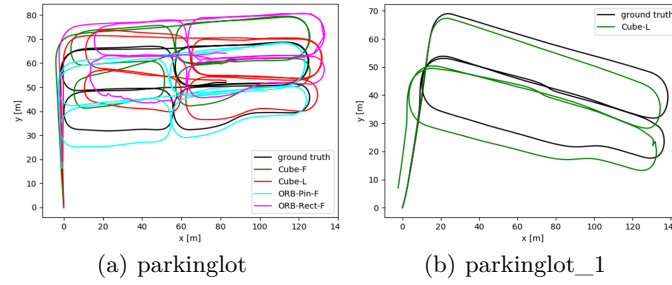 80
70
60
50
40
30
20
10
0
y [m]
0 20 40 60 80 100 120 14
x [m]
ground truth
Cube-F
Cube-L
ORB-Pin-F
ORB-Rect-F
(a) parkinglot
70
60
50
40
30
20
10
0
y [m]
0 20 40 60 80 100 120 140
x [m]
ground truth
Cube-L
(b) parkinglot_1